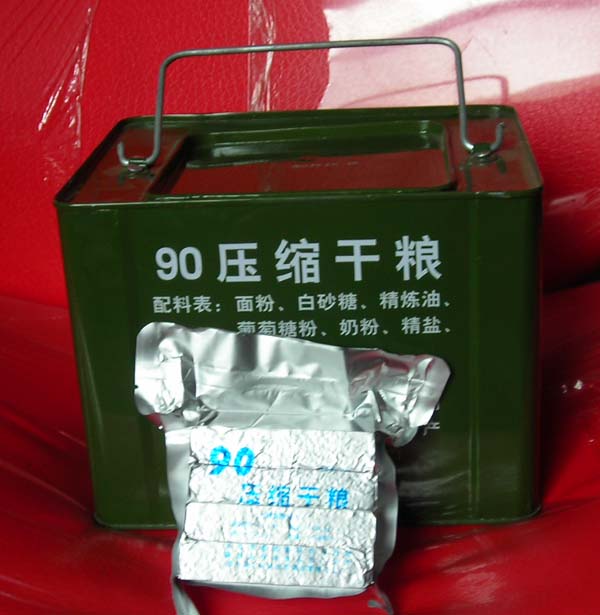 90压缩干粮
配料表：面粉、白砂糖、精炼油、
葡萄糖粉、奶粉、精盐、
产
90
压缩干粮